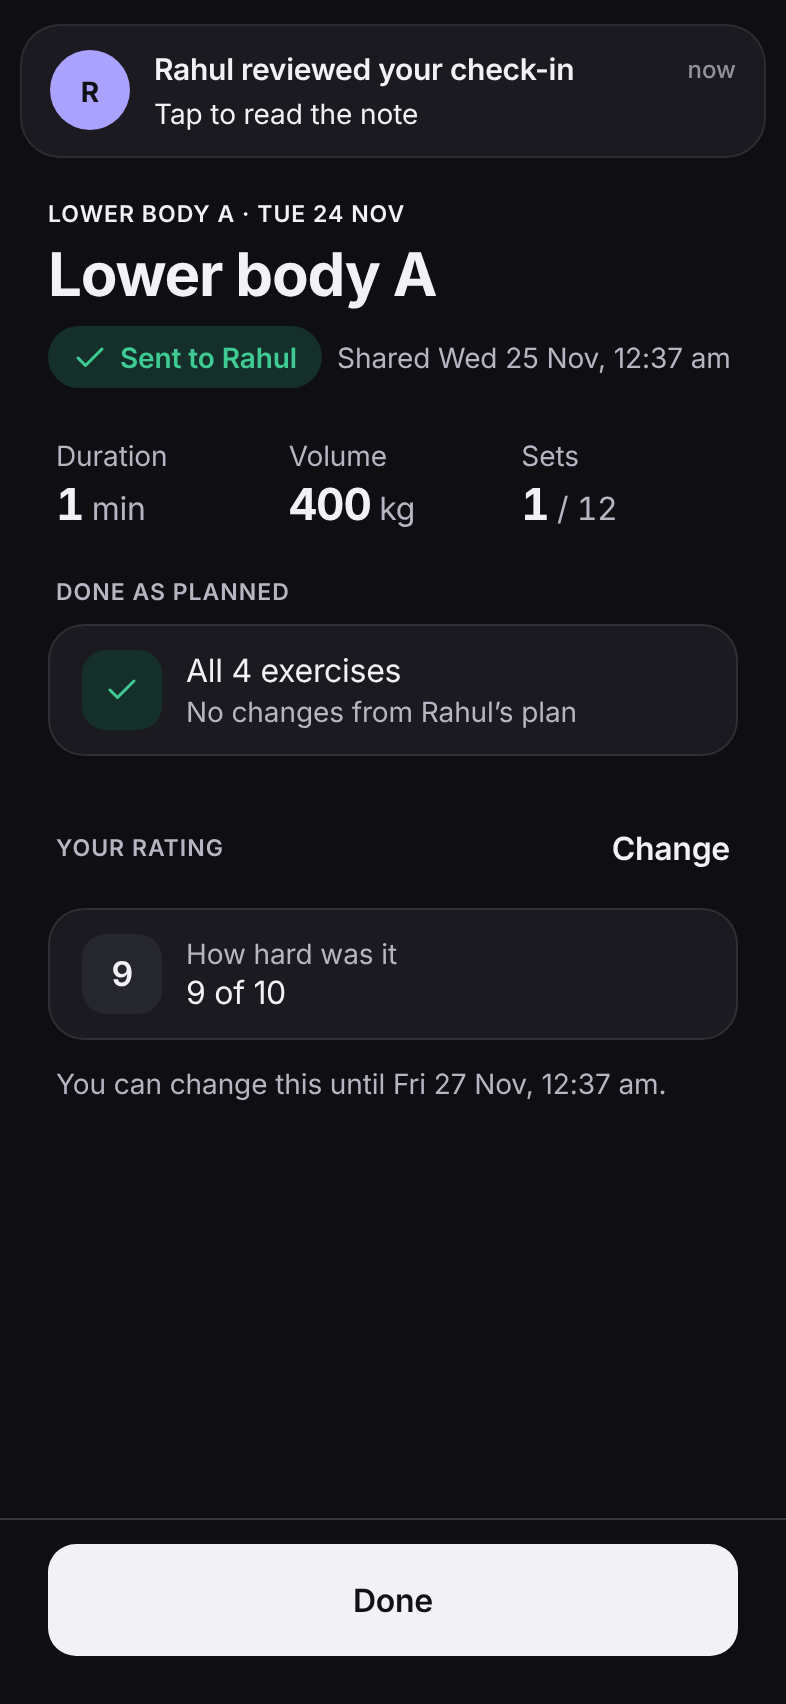 R
Rahul reviewed your check-in
now
Tap to read the note
LOWER BODY A · TUE 24 NOV
Lower body A
Sent to Rahul
Shared Wed 25 Nov, 12:37 am
Duration
Volume
Sets
1 min
400 kg
1 / 12
DONE AS PLANNED
All 4 exercises
No changes from Rahul’s plan
YOUR RATING
Change
9
How hard was it
9 of 10
You can change this until Fri 27 Nov, 12:37 am.
Done